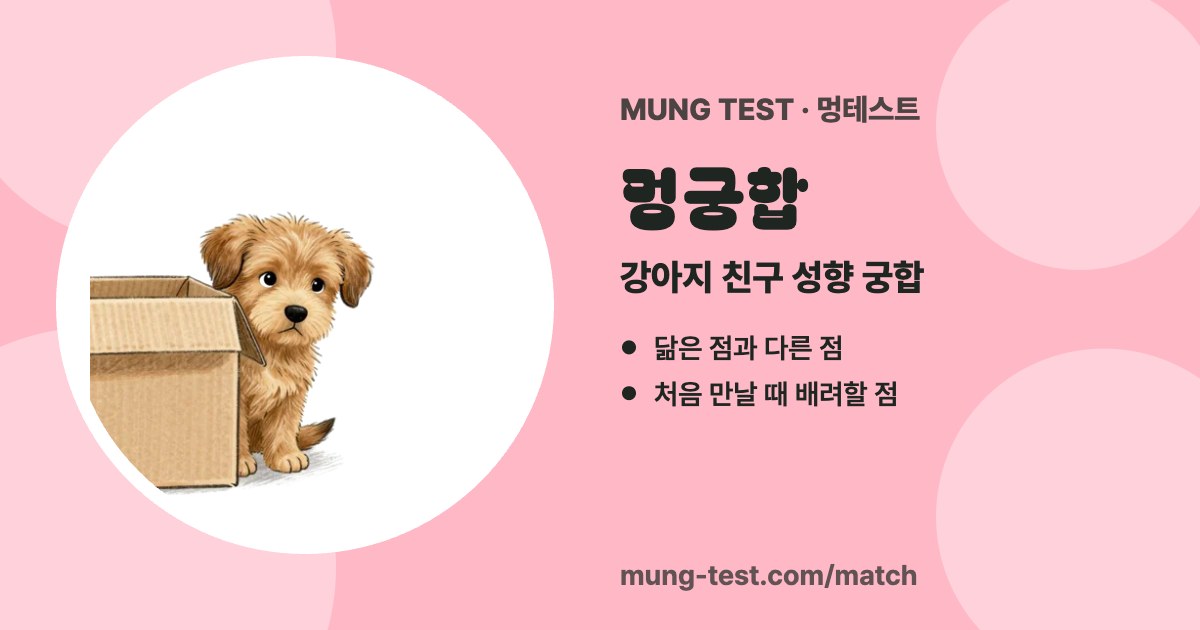 MUNG TEST · 멍테스트
멍궁합
강아지 친구 성향 궁합
● 닮은 점과 다른 점
● 처음 만날 때 배려할 점
mung-test.com/match